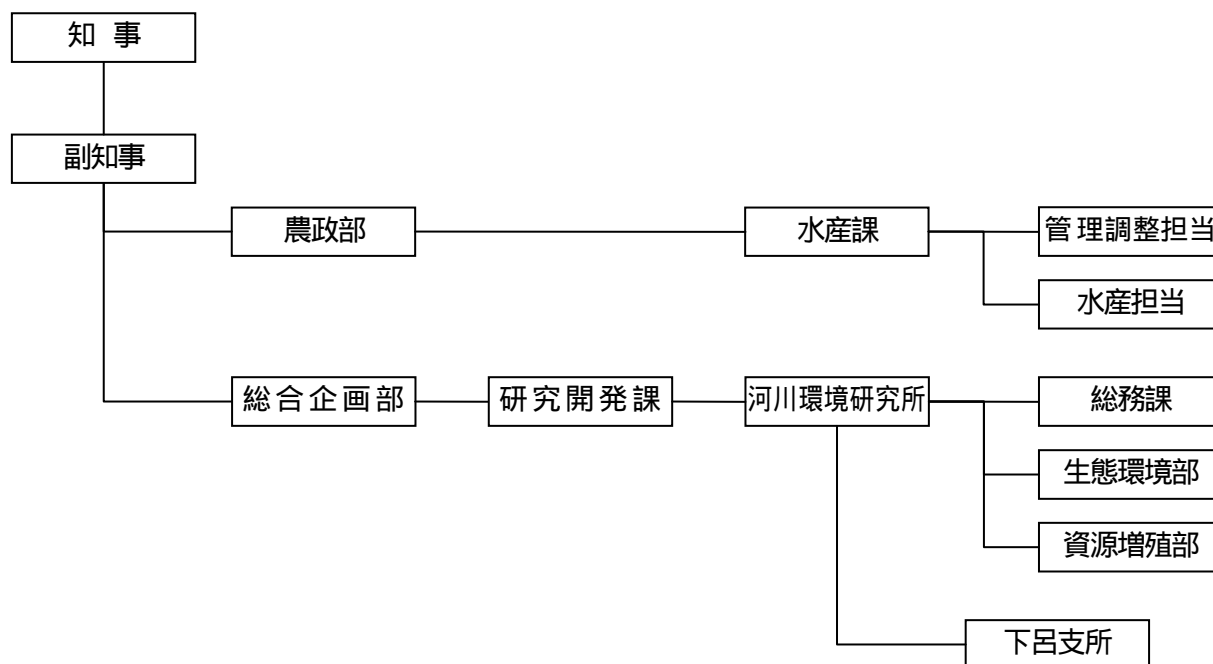 知 事
副知事
農政部
水産課
管理調整担当
水産担当
総合企画部
研究開発課
河川環境研究所
総務課
生態環境部
資源増殖部
下呂支所